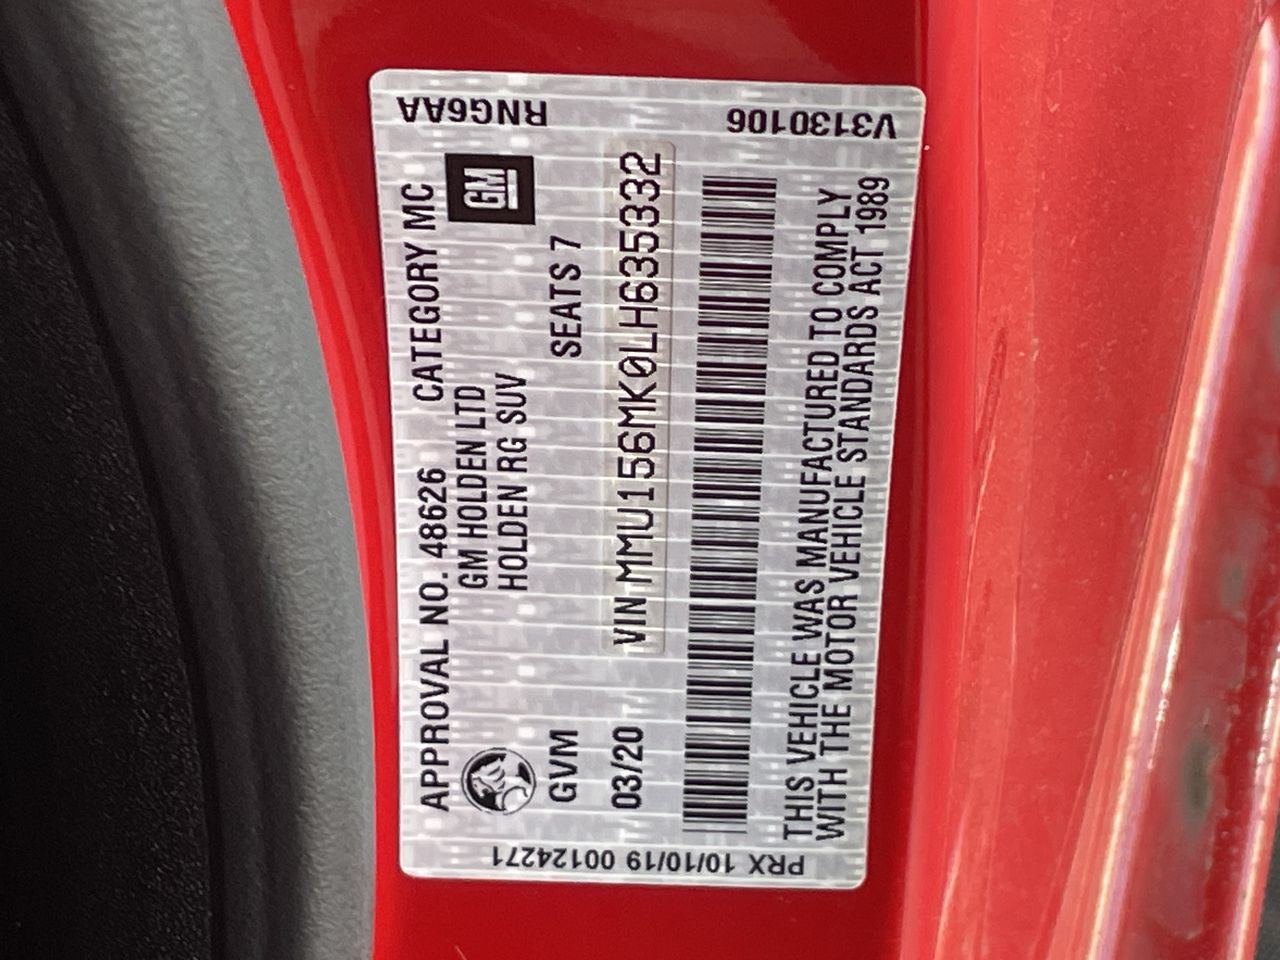 APPROVAL NO. 48626 CATEGORY MC
GM HOLDEN LTD
HOLDEN RG SUV
GM
GVM SEATS 7
03/20 VIN MMU156MK0LH635332
THIS VEHICLE WAS MANUFACTURED TO COMPLY
WITH THE MOTOR VEHICLE STANDARDS ACT 1989
RNG6AA V3130106
PRX 10/10/19 00124271